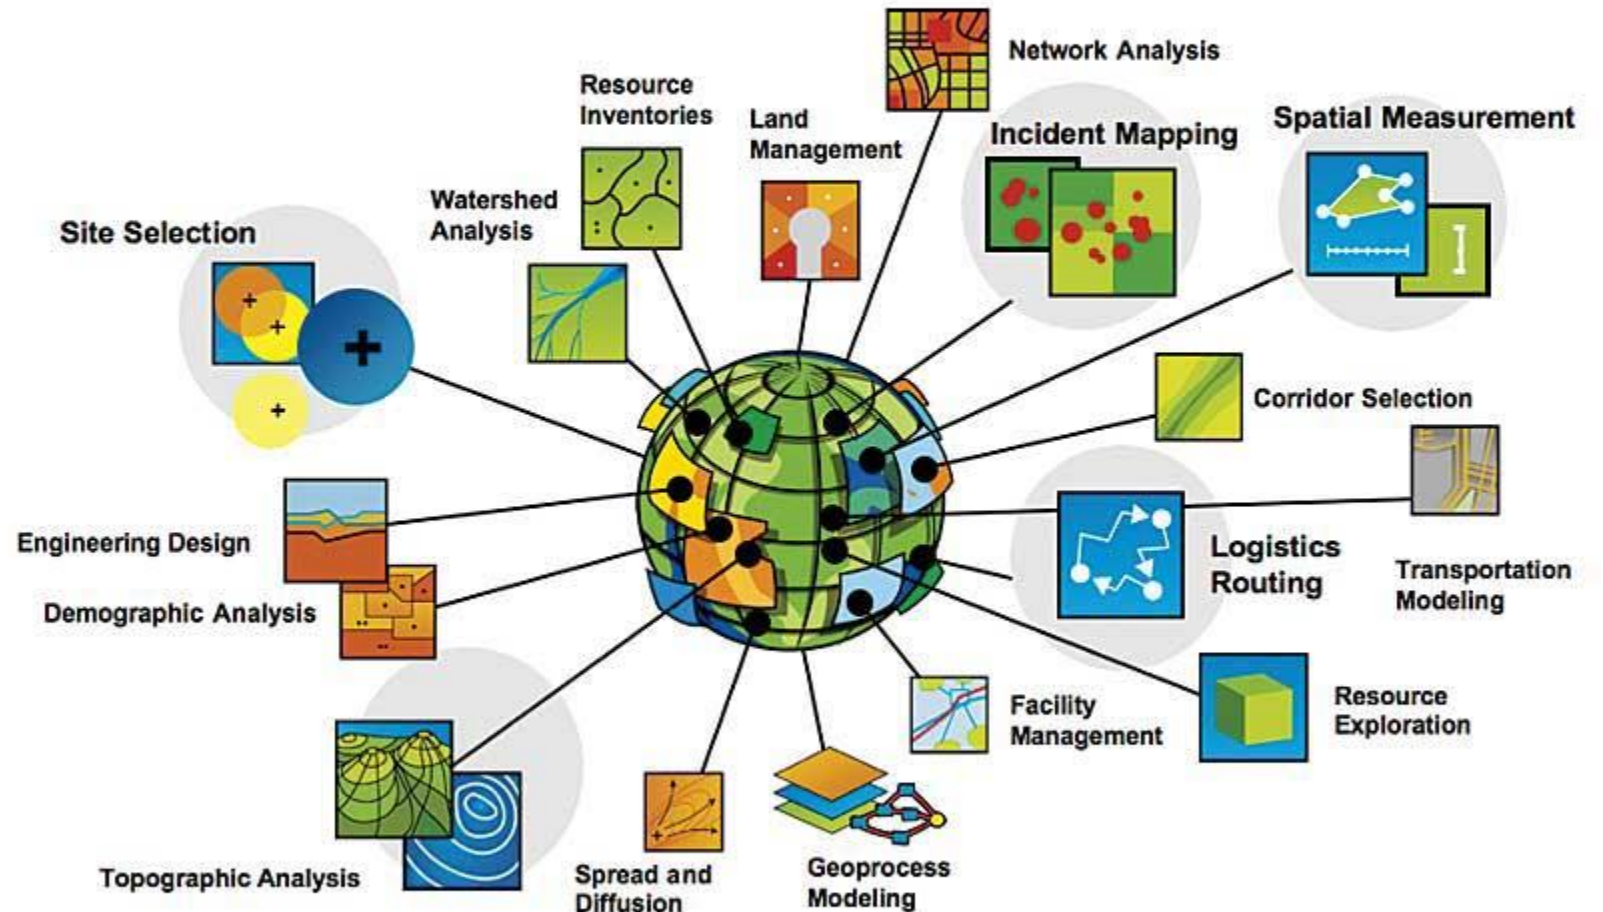 Network Analysis
Resource
Inventories
Land
Management
Incident Mapping
Spatial Measurement
Watershed
Analysis
Site Selection
Corridor Selection
Engineering Design
Logistics
Routing
Transportation
Modeling
Demographic Analysis
Facility
Management
Resource
Exploration
Topographic Analysis
Spread and
Diffusion
Geoprocess
Modeling